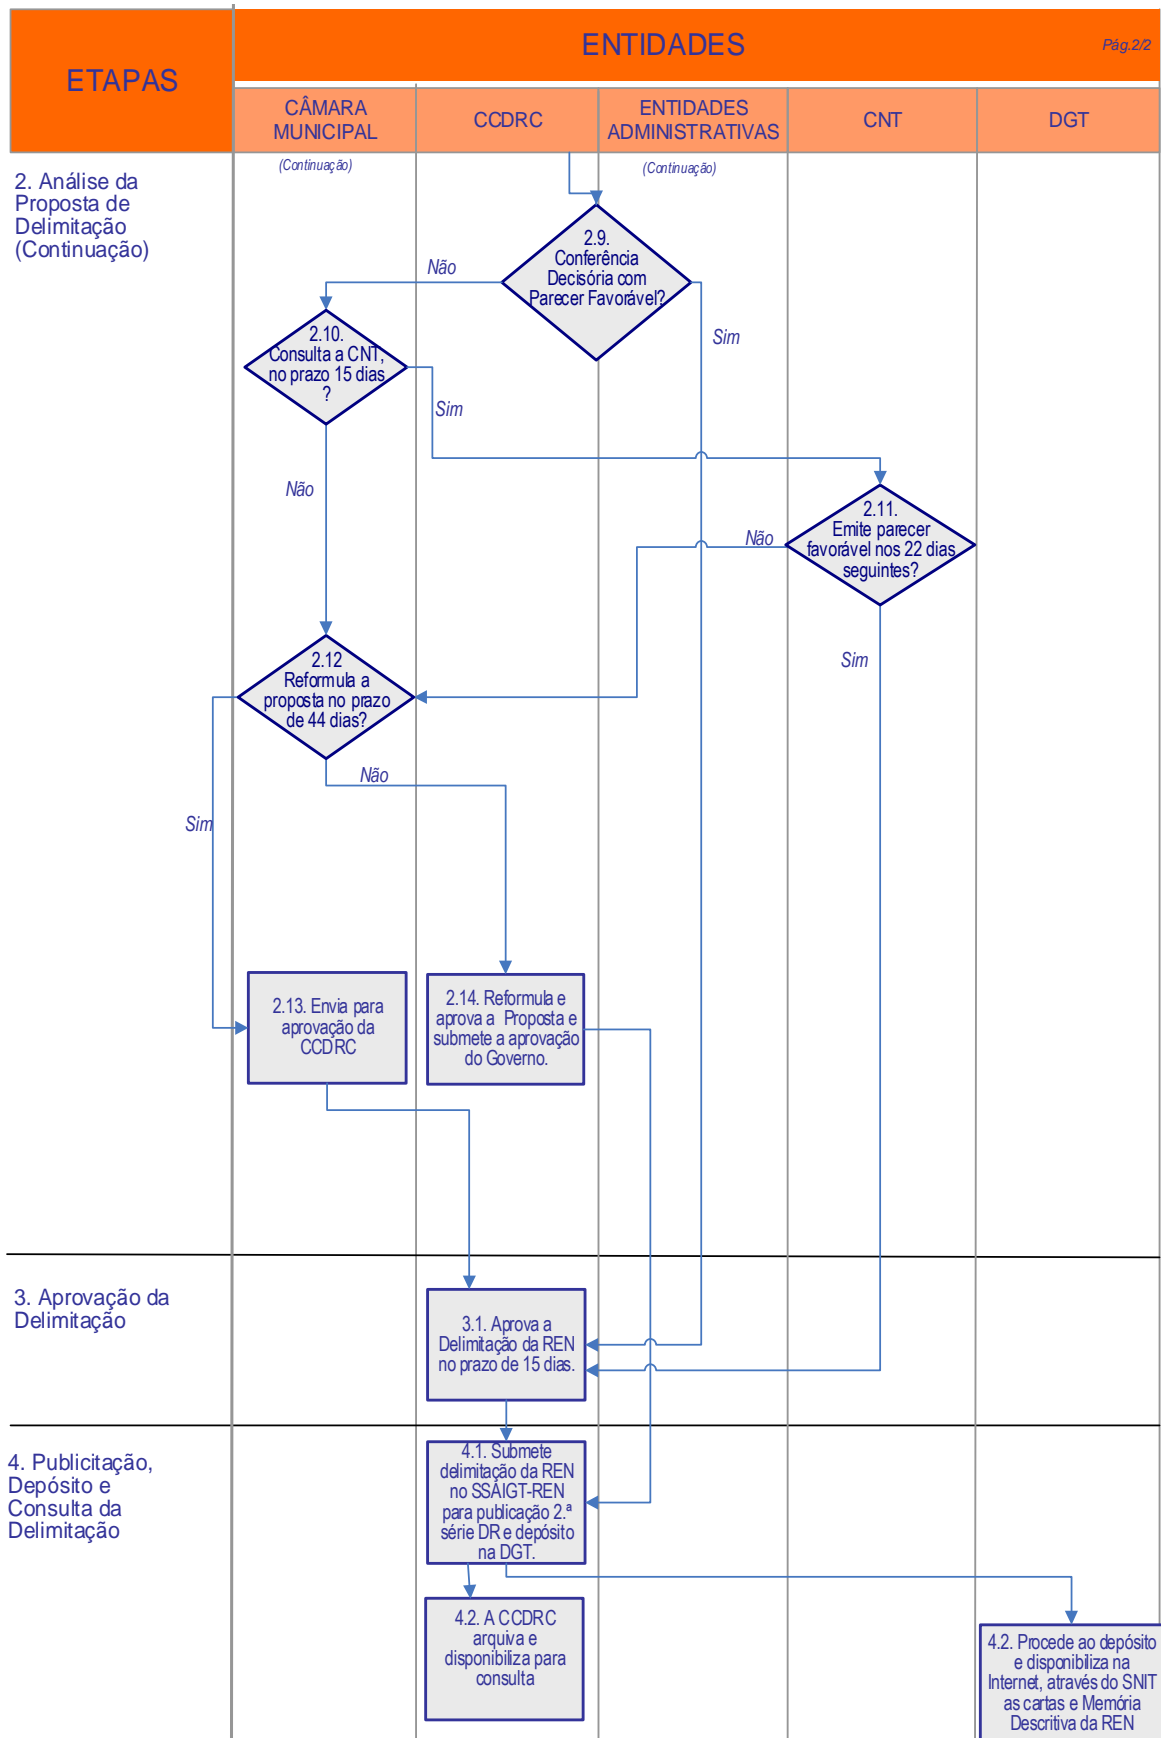 ETAPAS
ENTIDADES
Pág.2/2
CÂMARA
MUNICIPAL
CCDRC
ENTIDADES
ADMINISTRATIVAS
CNT
DGT
(Continuação)
(Continuação)
2. Análise da
Proposta de
Delimitação
(Continuação)
2.9.
Conferência
Decisória com
Parecer Favorável?
Não
Sim
2.10.
Consulta a CNT,
no prazo 15 dias
?
Sim
Não
2.11.
Emite parecer
favorável nos 22 dias
seguintes?
Não
Sim
2.12
Reformula a
proposta no prazo
de 44 dias?
Não
Sim
2.13. Envia para
aprovação da
CCDRC
2.14. Reformula e
aprova a Proposta e
submete a aprovação
do Governo.
3. Aprovação da
Delimitação
3.1. Aprova a
Delimitação da REN
no prazo de 15 dias.
4. Publicitação,
Depósito e
Consulta da
Delimitação
4.1. Submete
delimitação da REN
no SSAIGT-REN
para publicação 2.ª
série DR e depósito
na DGT.
4.2. A CCDRC
arquiva e
disponibiliza para
consulta
4.2. Procede ao depósito
e disponibiliza na
Internet, através do SNIT
as cartas e Memória
Descritiva da REN